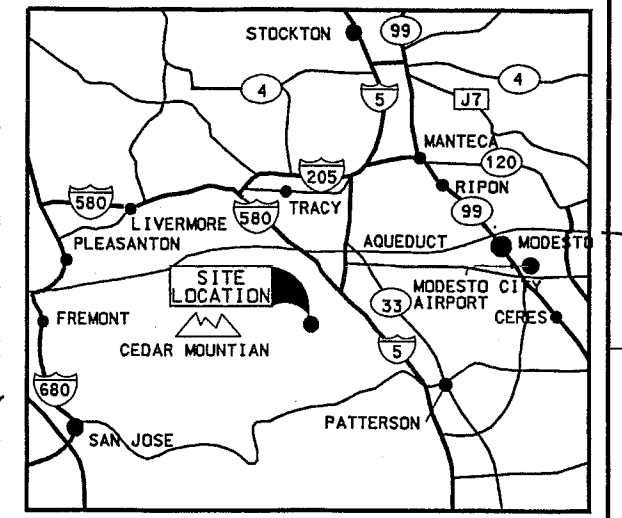 STOCKTON
99
4
4
5
J7
MANTECA
205
120
580
TRACY
RIPON
580
99
LIVERMORE
PLEASANTON
AQUEDUCT
MODESTO
SITE
LOCATION
MODESTO CITY
AIRPORT
33
FREMONT
CERES
CEDAR MOUNTIAN
5
680
PATTERSON
SAN JOSE